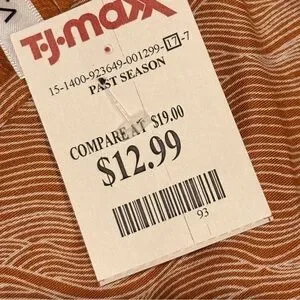 T·J·maxx
15-1400-923649-001299-17-7
PAST SEASON
COMPARE AT $19.00
$12.99
93